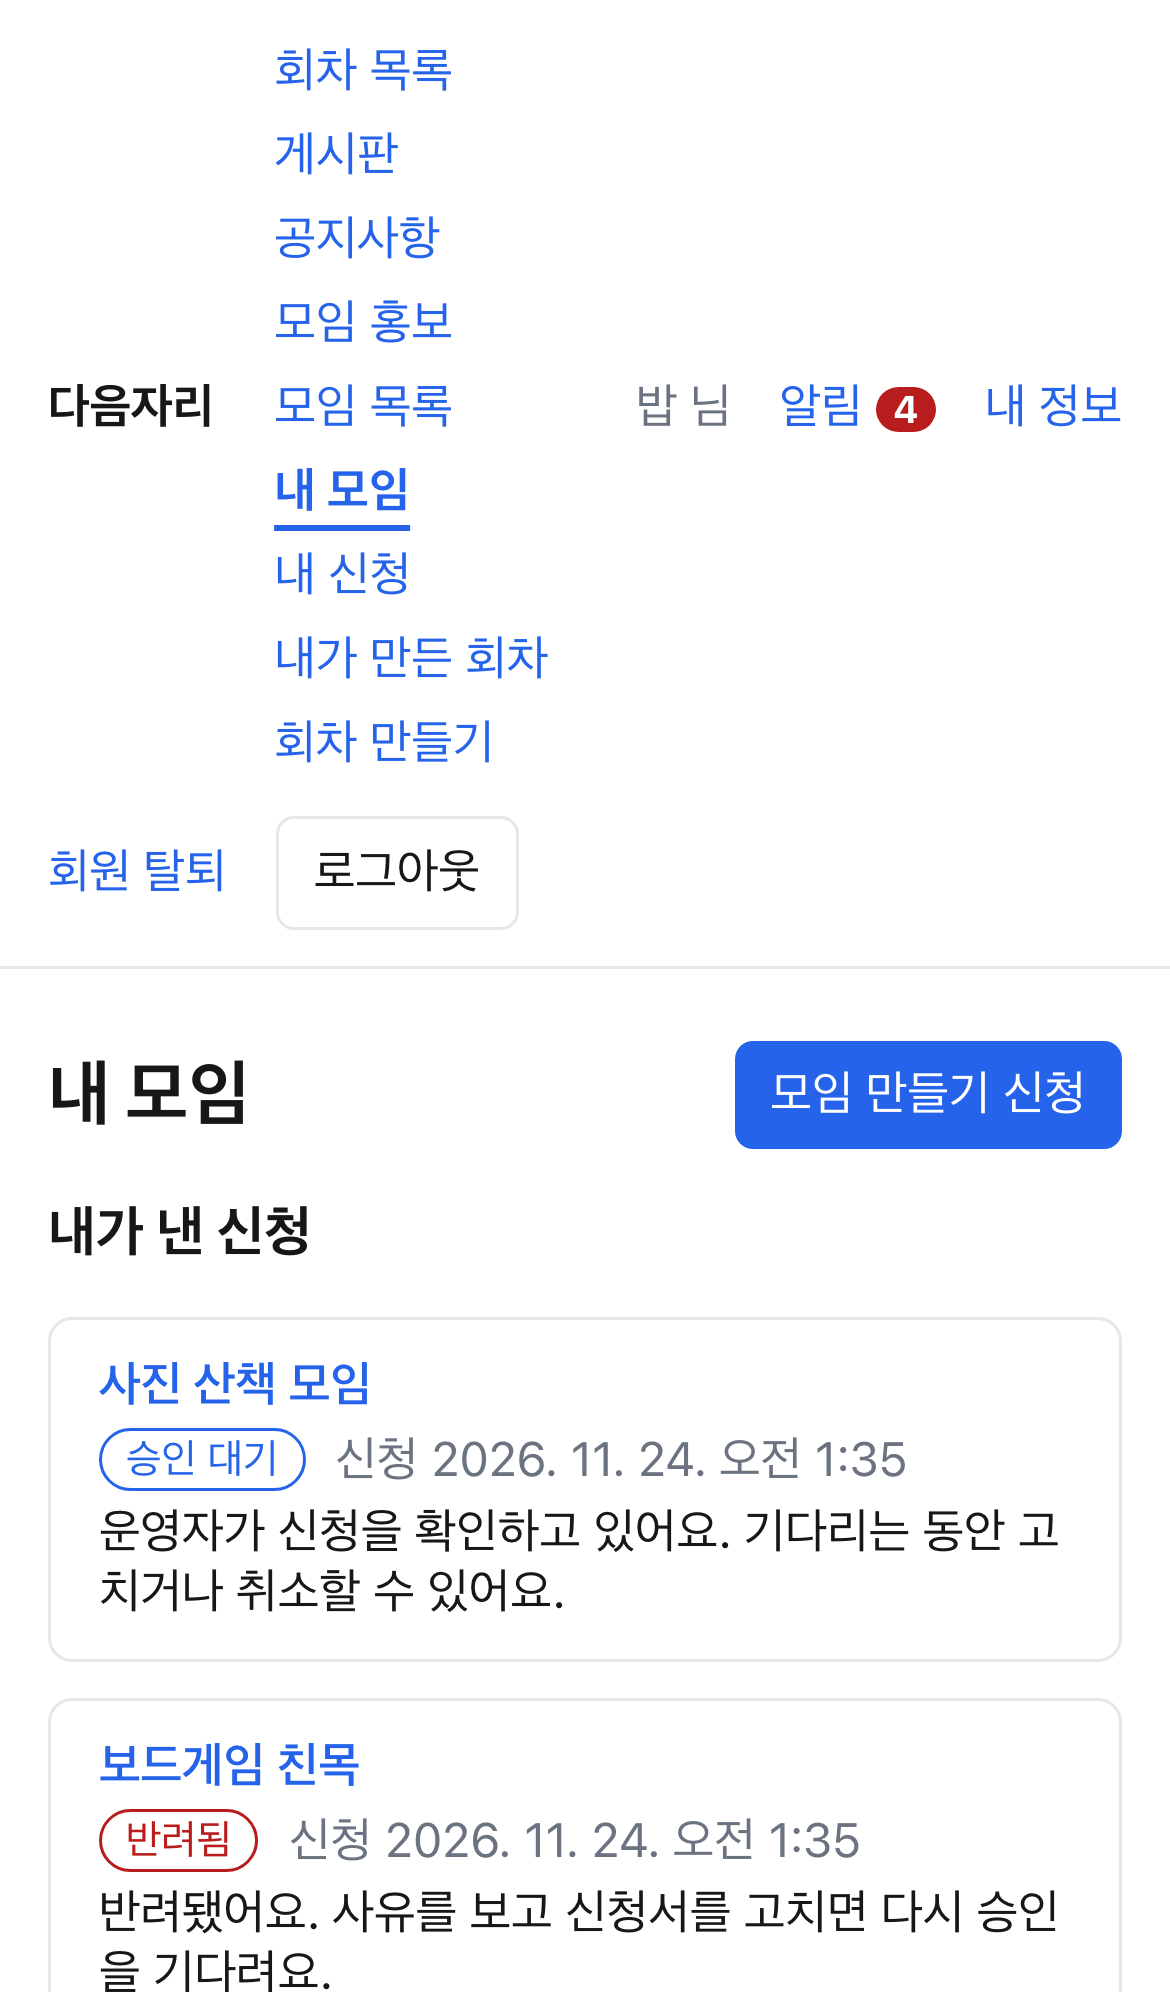 회차 목록
게시판
공지사항
모임 홍보
다음자리 모임 목록 밥 님 알림 4 내 정보
내 모임
내 신청
내가 만든 회차
회차 만들기
회원 탈퇴 로그아웃
내 모임 모임 만들기 신청
내가 낸 신청
사진 산책 모임
승인 대기 신청 2026. 11. 24. 오전 1:35
운영자가 신청을 확인하고 있어요. 기다리는 동안 고
치거나 취소할 수 있어요.
보드게임 친목
반려됨 신청 2026. 11. 24. 오전 1:35
반려됐어요. 사유를 보고 신청서를 고치면 다시 승인
을 기다려요.